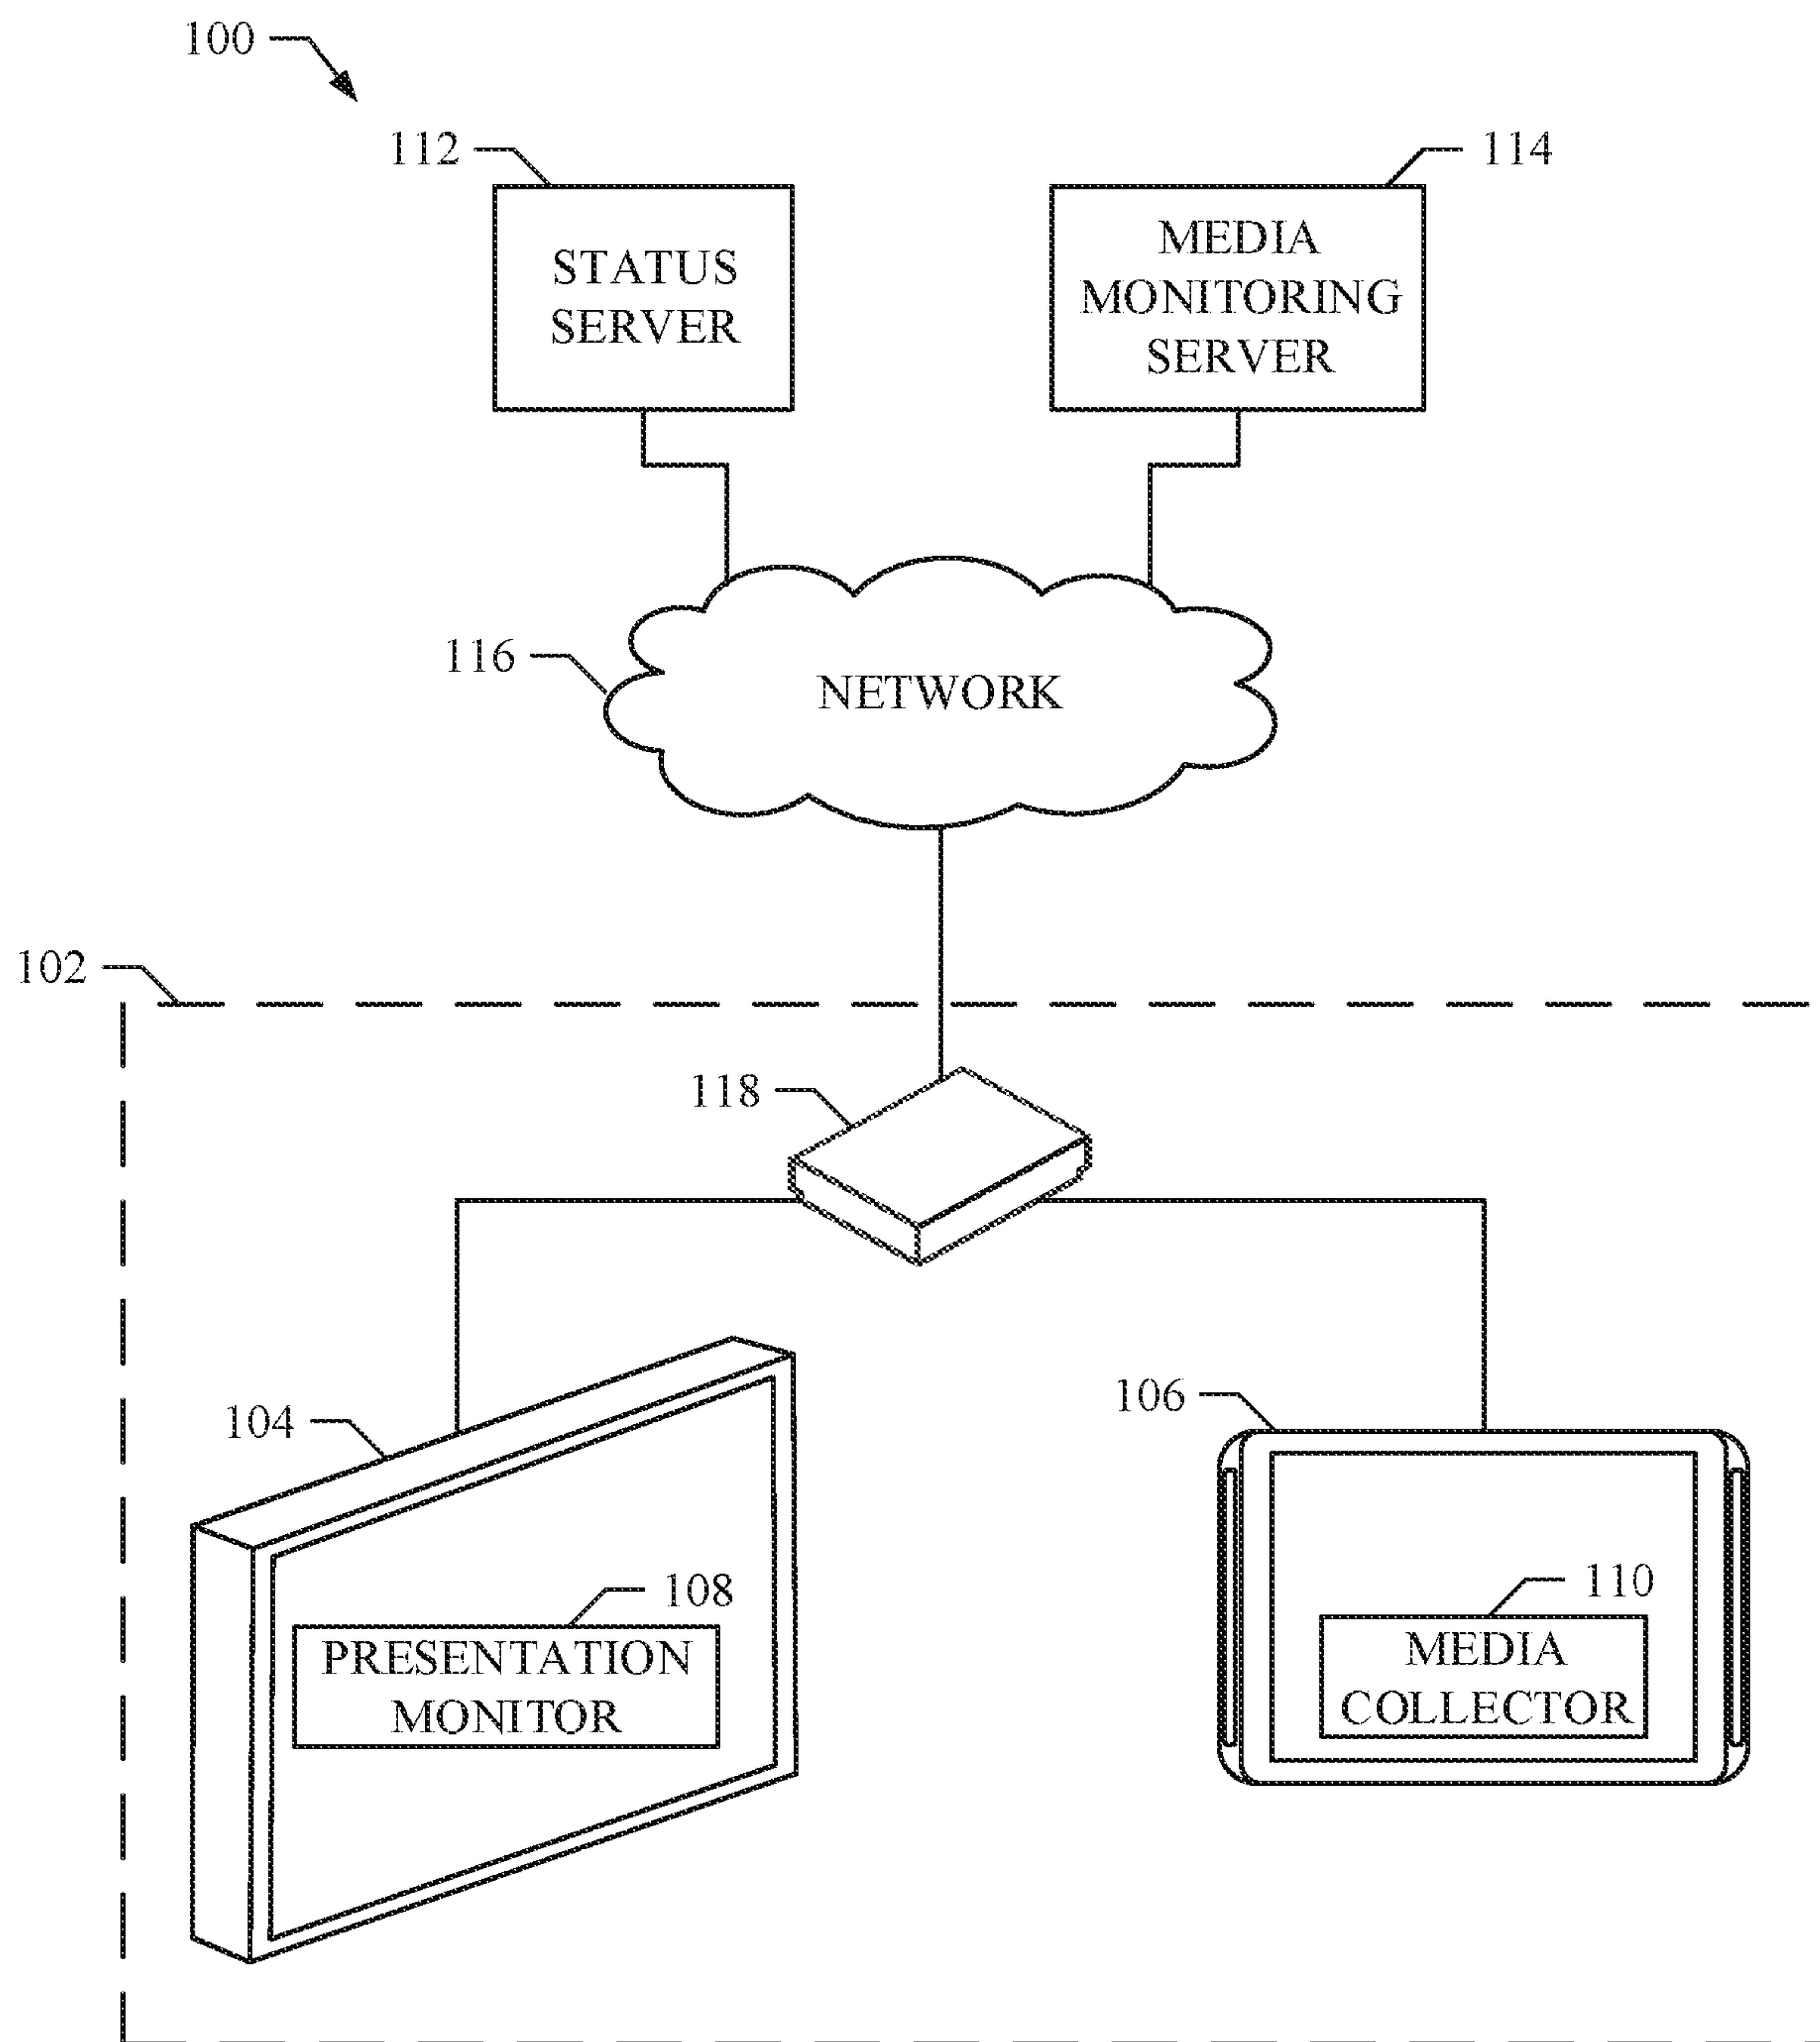 100
112
114
STATUS
SERVER
MEDIA
MONITORING
SERVER
116
NETWORK
102
118
104
106
108
PRESENTATION
MONITOR
110
MEDIA
COLLECTOR